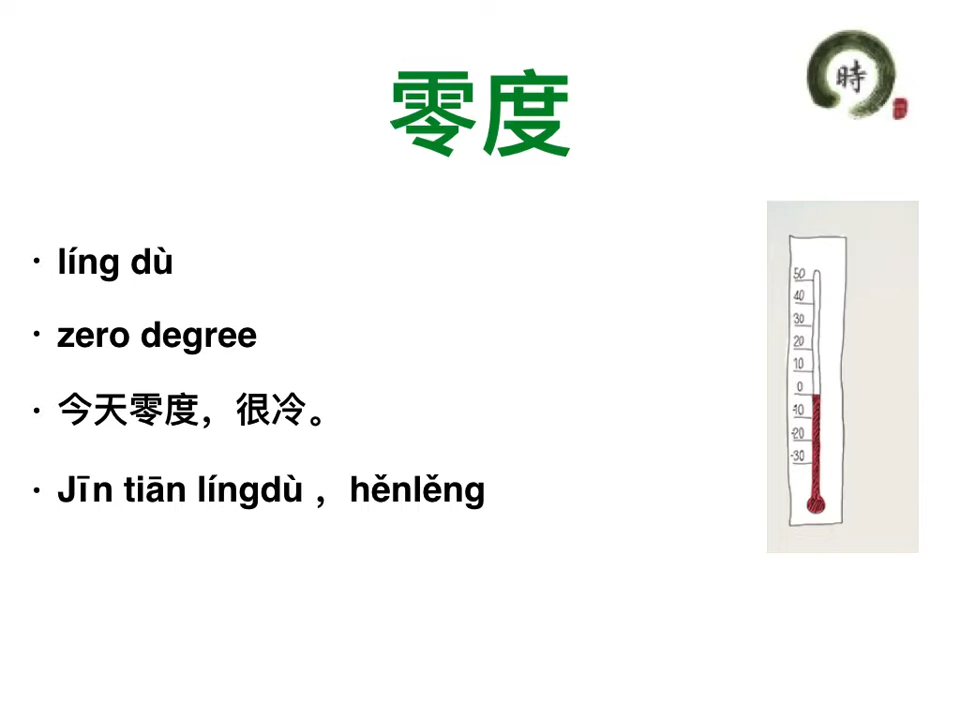 零度
時
· líng dù
· zero degree
· 今天零度，很冷。
· Jīn tiān língdù ，hěnlěng
50
40
30
20
10
0
-10
-20
-30